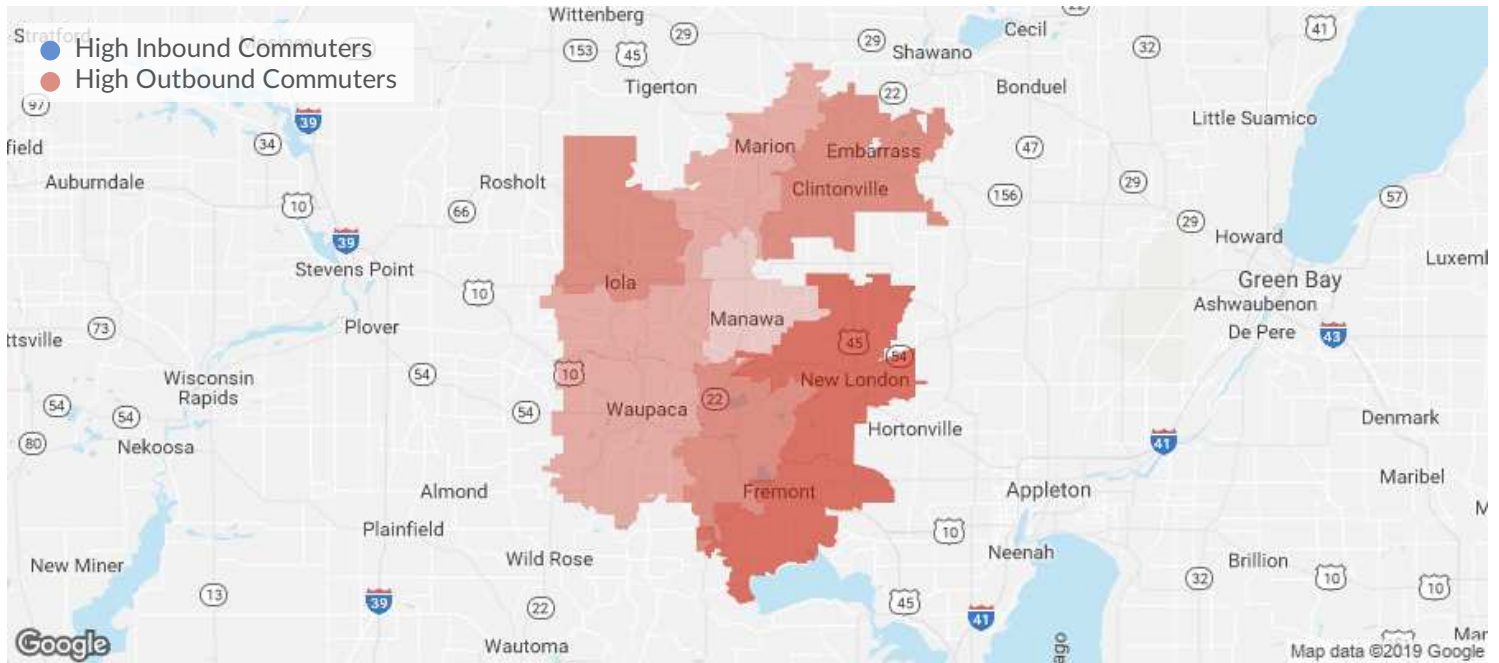 High Inbound Commuters
High Outbound Commuters
Wittenberg
29
153
45
Tigerton
29
Shawano
Cecil
41
32
Stratford
97
39
22
Bonduel
Little Suamico
field
34
Marion
Embarrass
47
Auburndale
Rosholt
Clintonville
156
29
57
10
66
29
Howard
39
Stevens Point
Iola
10
Green Bay
Ashwaubenon
De Pere
43
73
Plover
Manawa
45
54
ttsville
10
54
New London
Wisconsin
Rapids
54
54
Waupaca
22
54
Hortonville
41
Denmark
80
Nekoosa
Almond
Fremont
Appleton
Maribel
Plainfield
10
Neenah
Wild Rose
Brillion
New Miner
32
10
10
13
39
22
45
41
Google
Wautoma
Map data ©2019 Google